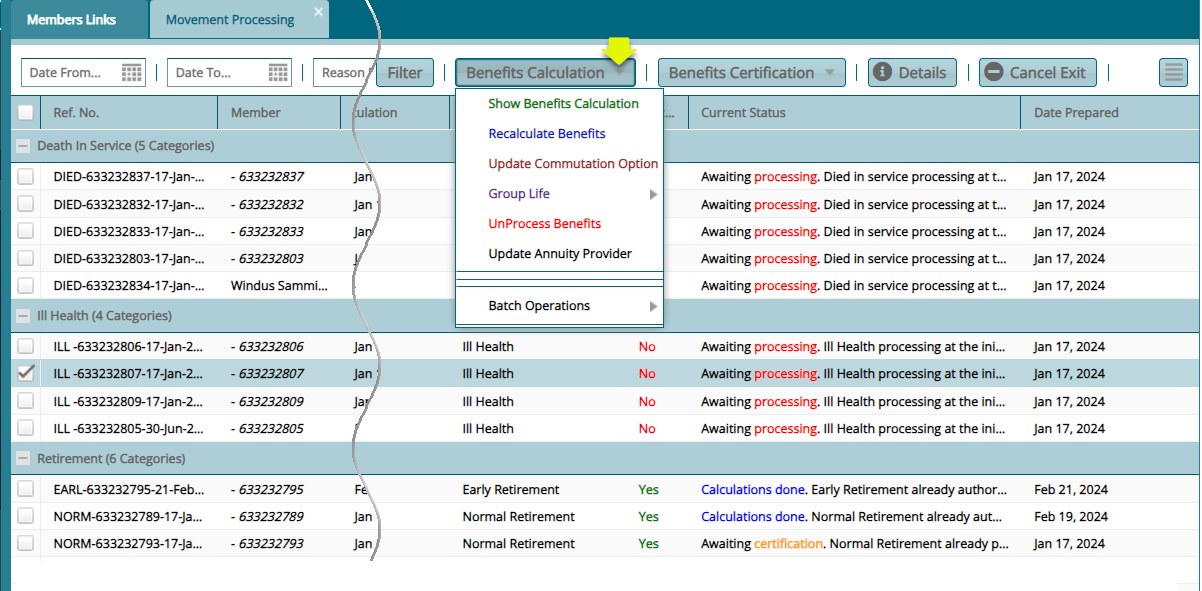 Members Links
Movement Processing
Date From...
Date To...
Reason
Filter
Benefits Calculation
Benefits Certification
Details
Cancel Exit
Ref. No.
Member
culation
...
Current Status
Date Prepared
Show Benefits Calculation
Recalculate Benefits
Update Commutation Option
Group Life
UnProcess Benefits
Update Annuity Provider
Batch Operations
Death In Service (5 Categories)
DIED-633232837-17-Jan-... - 633232837 Jan Awaiting processing. Died in service processing at t... Jan 17, 2024
DIED-633232832-17-Jan-... - 633232832 Jan Awaiting processing. Died in service processing at t... Jan 17, 2024
DIED-633232833-17-Jan-... - 633232833 Jan Awaiting processing. Died in service processing at t... Jan 17, 2024
DIED-633232803-17-Jan-... - 633232803 Awaiting processing. Died in service processing at t... Jan 17, 2024
DIED-633232834-17-Jan-... Windus Sammi... Awaiting processing. Died in service processing at t... Jan 17, 2024
Ill Health (4 Categories)
ILL -633232806-17-Jan-2... - 633232806 Jan Ill Health No Awaiting processing. Ill Health processing at the ini... Jan 17, 2024
ILL -633232807-17-Jan-2... - 633232807 Jan Ill Health No Awaiting processing. Ill Health processing at the ini... Jan 17, 2024
ILL -633232809-17-Jan-2... - 633232809 Jan Ill Health No Awaiting processing. Ill Health processing at the ini... Jan 17, 2024
ILL -633232805-30-Jun-2... - 633232805 Ill Health No Awaiting processing. Ill Health processing at the ini... Jan 17, 2024
Retirement (6 Categories)
EARL-633232795-21-Feb... - 633232795 Fe Early Retirement Yes Calculations done. Early Retirement already author... Feb 21, 2024
NORM-633232789-17-Ja... - 633232789 Jan Normal Retirement Yes Calculations done. Normal Retirement already aut... Feb 19, 2024
NORM-633232793-17-Ja... - 633232793 Jan Normal Retirement Yes Awaiting certification. Normal Retirement already p... Jan 17, 2024